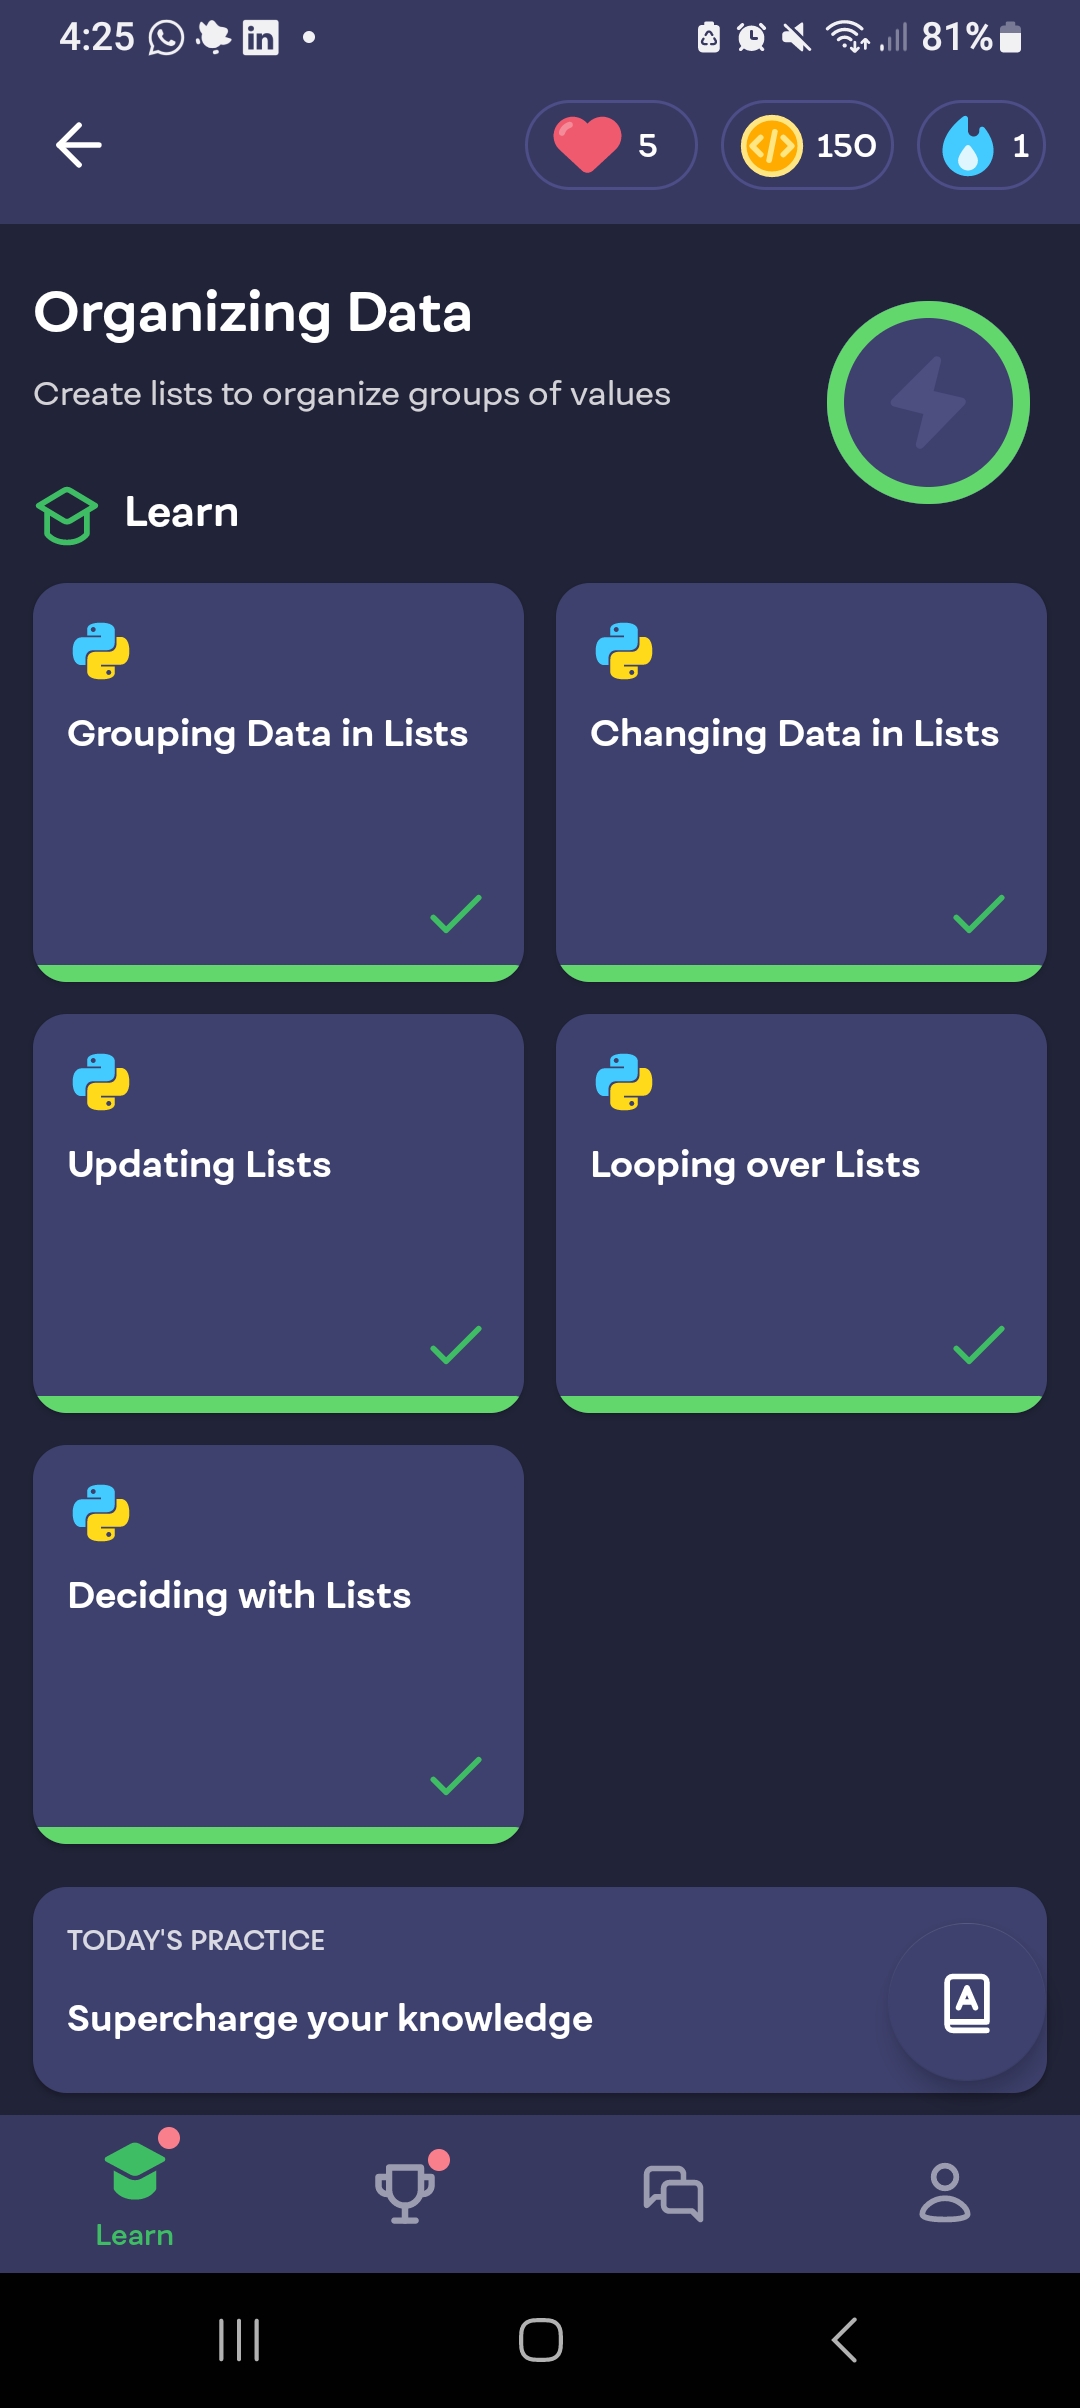 4:25
81%
5
150
1
Organizing Data
Create lists to organize groups of values
Learn
Grouping Data in Lists
Changing Data in Lists
Updating Lists
Looping over Lists
Deciding with Lists
TODAY'S PRACTICE
Supercharge your knowledge
Learn